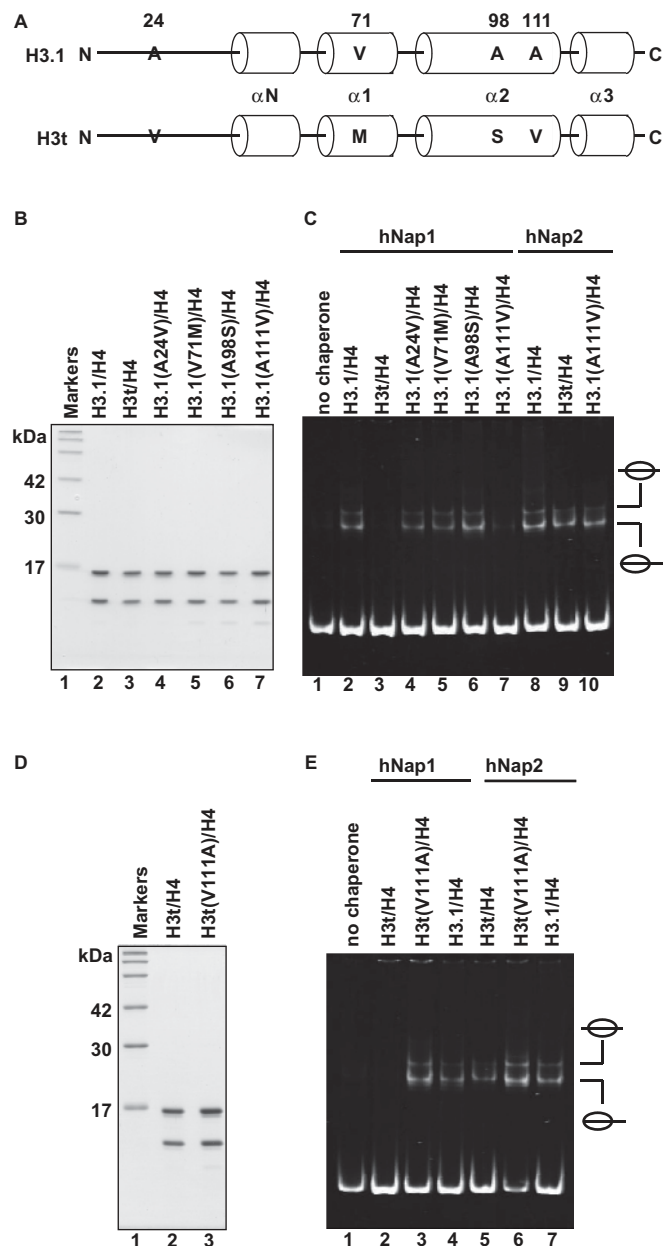 A
24 71 98 111
H3.1 N A V A A C
αN α1 α2 α3
H3t N V M S V C
B
Markers
H3.1/H4
H3t/H4
H3.1(A24V)/H4
H3.1(V71M)/H4
H3.1(A98S)/H4
H3.1(A111V)/H4
kDa
42
30
17
1 2 3 4 5 6 7
C
hNap1 hNap2
no chaperone
H3.1/H4
H3t/H4
H3.1(A24V)/H4
H3.1(V71M)/H4
H3.1(A98S)/H4
H3.1(A111V)/H4
H3.1/H4
H3t/H4
H3.1(A111V)/H4
1 2 3 4 5 6 7 8 9 10
D
Markers
H3t/H4
H3t(V111A)/H4
kDa
42
30
17
1 2 3
E
hNap1 hNap2
no chaperone
H3t/H4
H3t(V111A)/H4
H3.1/H4
H3t/H4
H3t(V111A)/H4
H3.1/H4
1 2 3 4 5 6 7